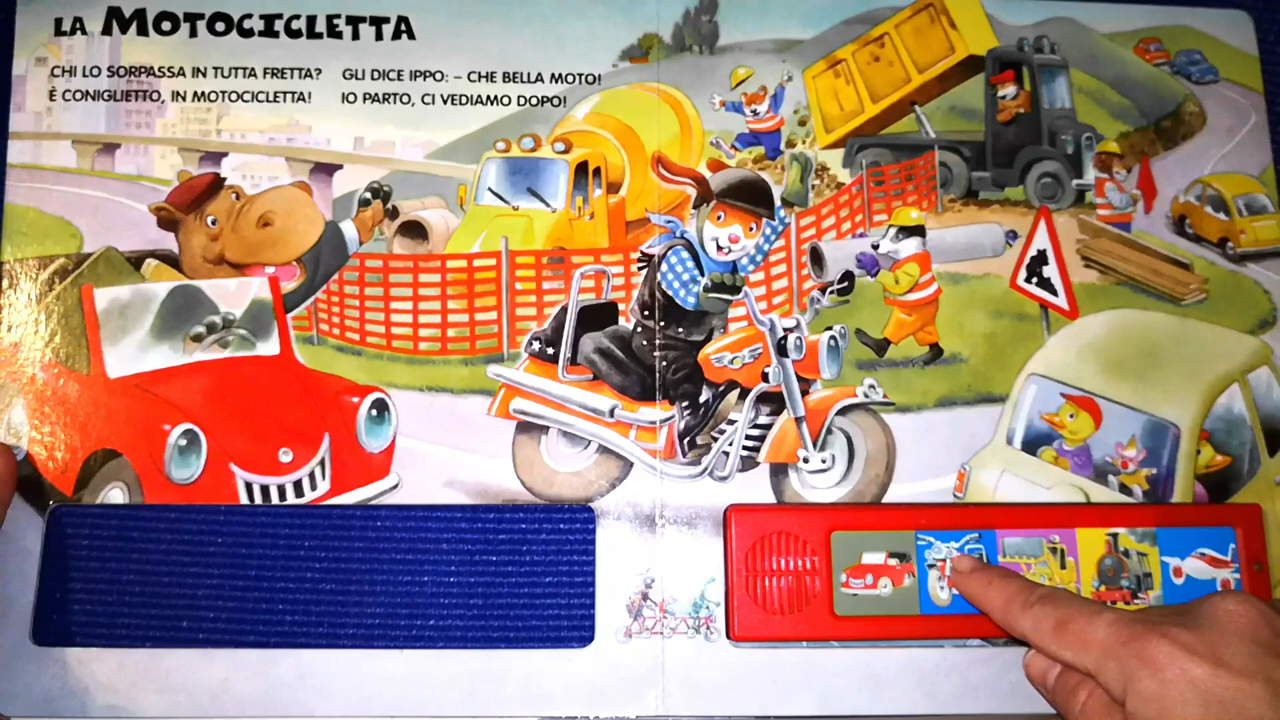 LA MOTOCICLETTA
CHI LO SORPASSA IN TUTTA FRETTA?
È CONIGLIETTO, IN MOTOCICLETTA!
GLI DICE IPPO: – CHE BELLA MOTO!
IO PARTO, CI VEDIAMO DOPO!